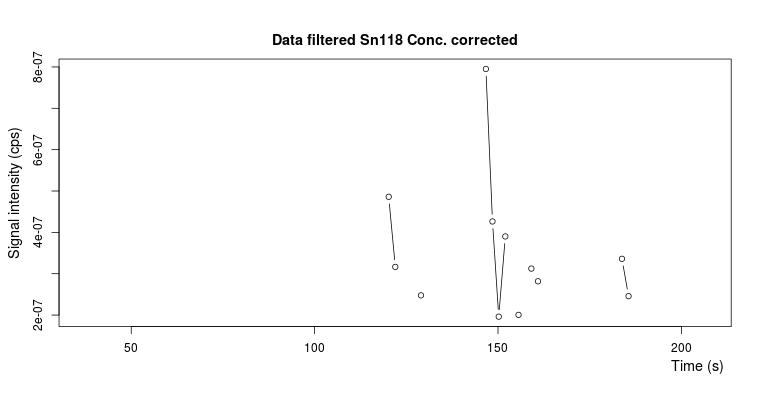 Data filtered Sn118 Conc. corrected
Signal intensity (cps)
8e-07
6e-07
4e-07
2e-07
50 100 150 200
Time (s)